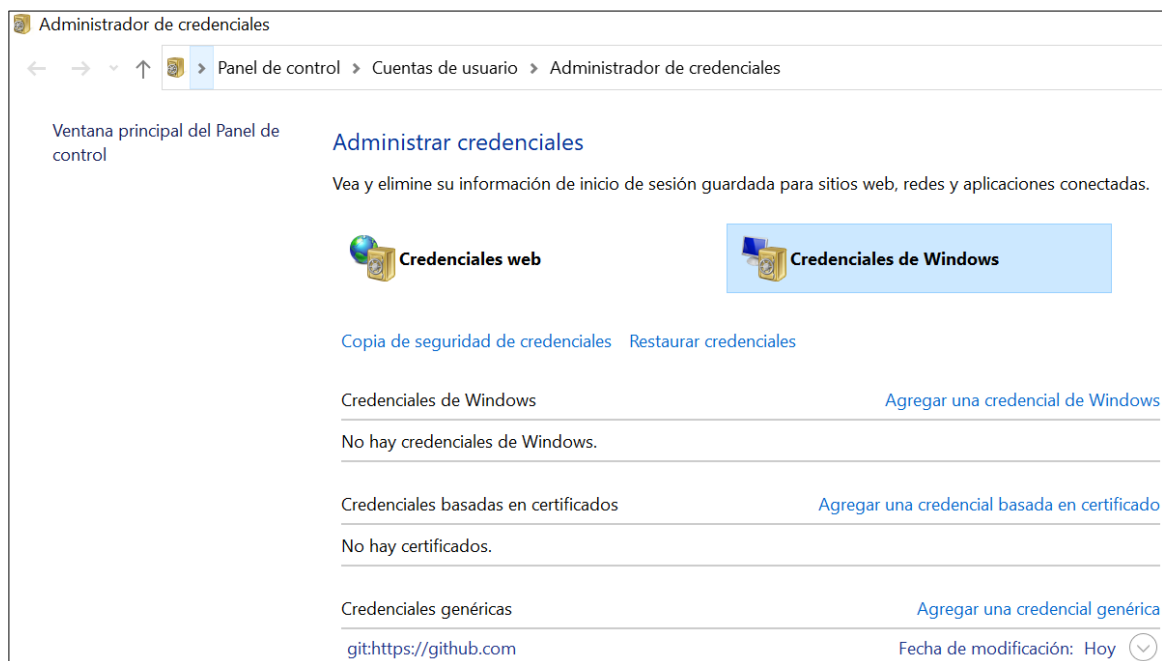 Administrador de credenciales
Panel de control > Cuentas de usuario > Administrador de credenciales
Ventana principal del Panel de
control
Administrar credenciales
Vea y elimine su información de inicio de sesión guardada para sitios web, redes y aplicaciones conectadas.
Credenciales web
Credenciales de Windows
Copia de seguridad de credenciales Restaurar credenciales
Credenciales de Windows Agregar una credencial de Windows
No hay credenciales de Windows.
Credenciales basadas en certificados Agregar una credencial basada en certificado
No hay certificados.
Credenciales genéricas Agregar una credencial genérica
git:https://github.com Fecha de modificación: Hoy